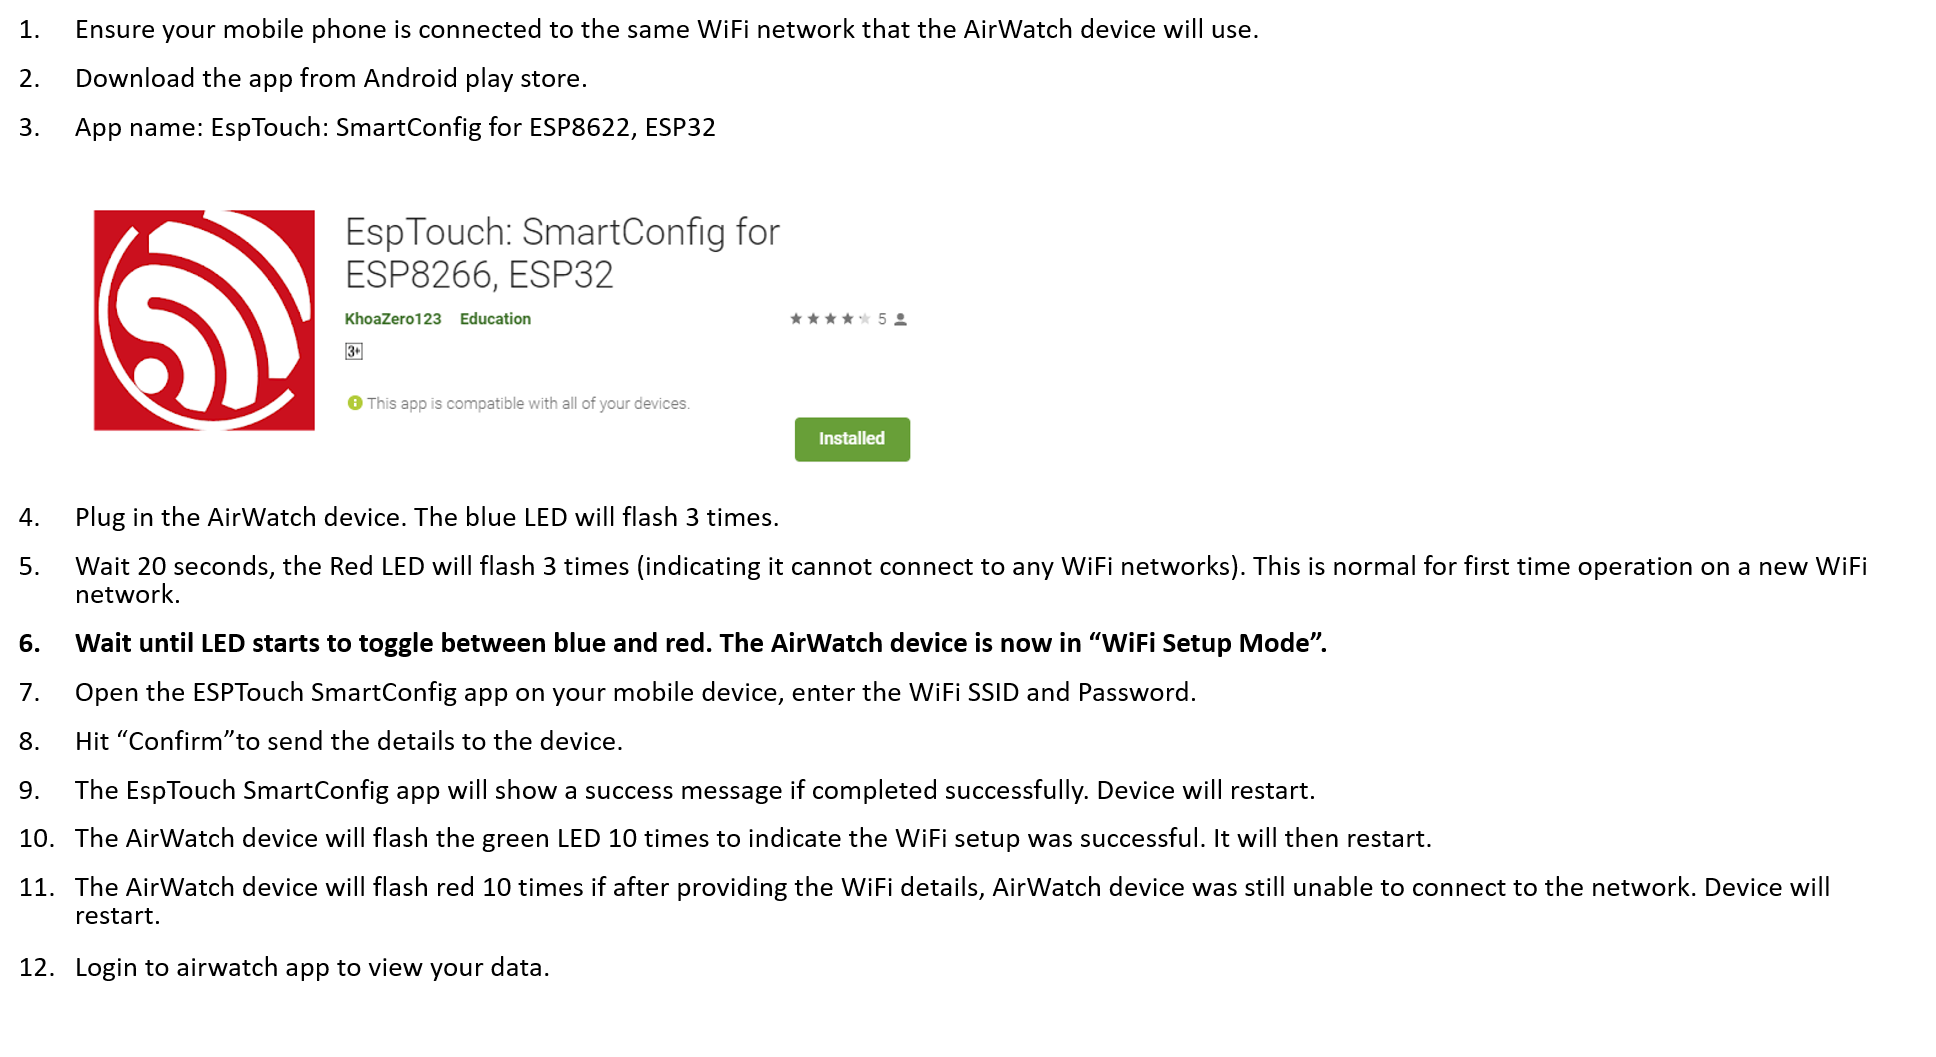 1. Ensure your mobile phone is connected to the same WiFi network that the AirWatch device will use.
2. Download the app from Android play store.
3. App name: EspTouch: SmartConfig for ESP8622, ESP32
EspTouch: SmartConfig for
ESP8266, ESP32
KhoaZero123 Education
5
3+
This app is compatible with all of your devices.
Installed
4. Plug in the AirWatch device. The blue LED will flash 3 times.
5. Wait 20 seconds, the Red LED will flash 3 times (indicating it cannot connect to any WiFi networks). This is normal for first time operation on a new WiFi
network.
6. Wait until LED starts to toggle between blue and red. The AirWatch device is now in “WiFi Setup Mode”.
7. Open the ESPTouch SmartConfig app on your mobile device, enter the WiFi SSID and Password.
8. Hit “Confirm”to send the details to the device.
9. The EspTouch SmartConfig app will show a success message if completed successfully. Device will restart.
10. The AirWatch device will flash the green LED 10 times to indicate the WiFi setup was successful. It will then restart.
11. The AirWatch device will flash red 10 times if after providing the WiFi details, AirWatch device was still unable to connect to the network. Device will
restart.
12. Login to airwatch app to view your data.